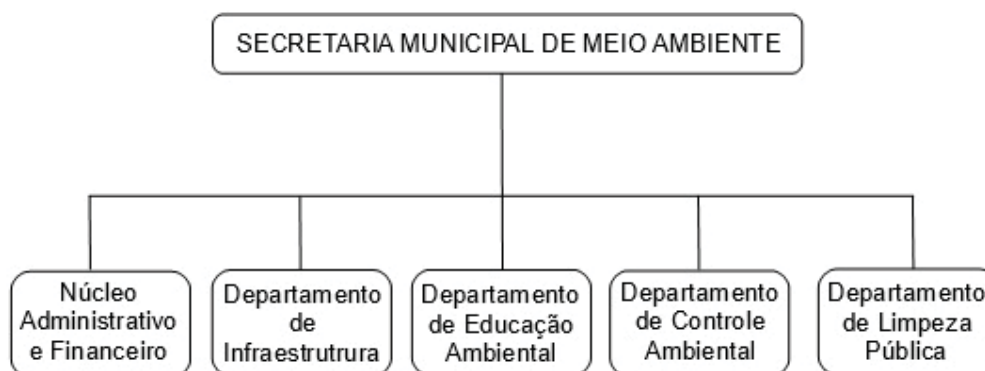 SECRETARIA MUNICIPAL DE MEIO AMBIENTE
Núcleo
Administrativo
e Financeiro
Departamento
de
Infraestrutrura
Departamento
de Educação
Ambiental
Departamento
de Controle
Ambiental
Departamento
de Limpeza
Pública